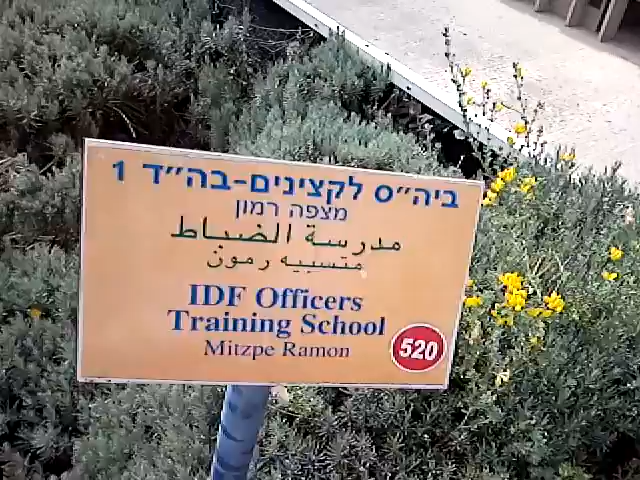 ביה״ס לקצינים-בה״ד 1
מצפה רמון
مدرسة الضباط
متسبيه رمون
IDF Officers
Training School
Mitzpe Ramon
520